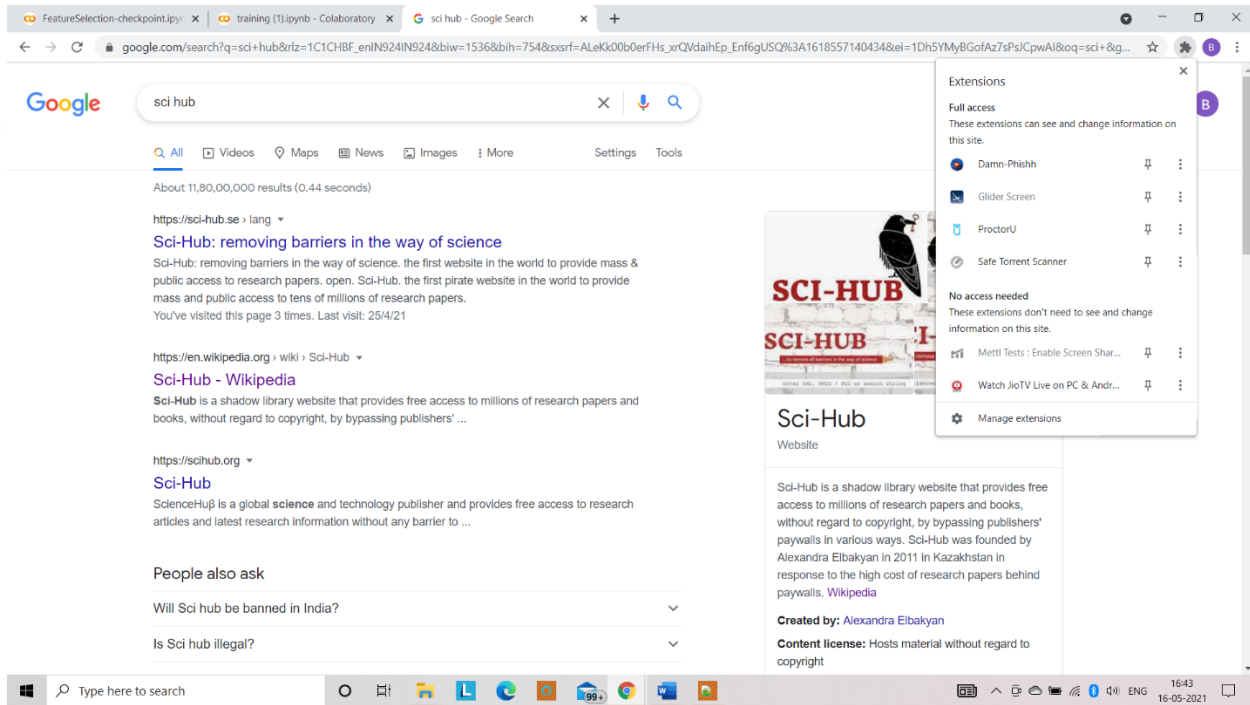 FeatureSelection-checkpoint.ipyn
training (1).ipynb - Colaboratory
sci hub - Google Search
google.com/search?q=sci+hub&rlz=1C1CHBF_enIN924IN924&biw=1536&bih=754&sxsrf=ALeKk00b0erFHs_xrQVdaihEp_Enf6gUSQ%3A1618557140434&ei=1Dh5YMyBGofAz7sPsJCpwAI&oq=sci+&g...
B
Google
sci hub
B
All
Videos
Maps
News
Images
More
Settings
Tools
About 11,80,00,000 results (0.44 seconds)
https://sci-hub.se › lang
Sci-Hub: removing barriers in the way of science
Sci-Hub: removing barriers in the way of science. the first website in the world to provide mass &
public access to research papers. open. Sci-Hub. the first pirate website in the world to provide
mass and public access to tens of millions of research papers.
You've visited this page 3 times. Last visit: 25/4/21
https://en.wikipedia.org › wiki › Sci-Hub
Sci-Hub - Wikipedia
Sci-Hub is a shadow library website that provides free access to millions of research papers and
books, without regard to copyright, by bypassing publishers' ...
https://scihub.org
Sci-Hub
ScienceHuβ is a global science and technology publisher and provides free access to research
articles and latest research information without any barrier to ...
People also ask
Will Sci hub be banned in India?
Is Sci hub illegal?
Extensions
Full access
These extensions can see and change information on
this site.
Damn-Phishh
Glider Screen
ProctorU
Safe Torrent Scanner
No access needed
These extensions don't need to see and change
information on this site.
Mettl Tests : Enable Screen Shar...
Watch JioTV Live on PC & Andr...
Manage extensions
SCI-HUB
SCI-HUB
...to remove all barriers in the way of science
Sci-Hub
Website
Sci-Hub is a shadow library website that provides free
access to millions of research papers and books,
without regard to copyright, by bypassing publishers'
paywalls in various ways. Sci-Hub was founded by
Alexandra Elbakyan in 2011 in Kazakhstan in
response to the high cost of research papers behind
paywalls. Wikipedia
Created by: Alexandra Elbakyan
Content license: Hosts material without regard to
copyright
Type here to search
99+
ENG
16:43
16-05-2021